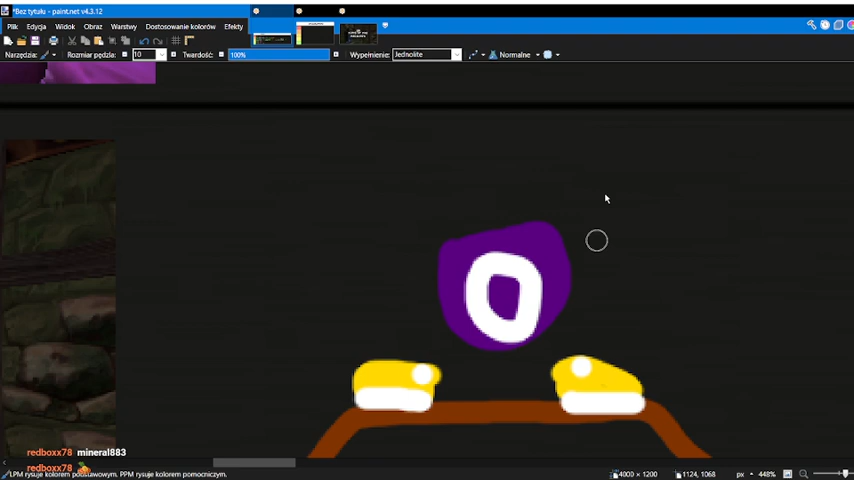 *Bez tytułu - paint.net v4.3.12
Plik Edycja Widok Obraz Warstwy Dostosowanie kolorów Efekty
Narzędzia: Rozmiar pędzla: 10 Twardość: 100% Wypełnienie: Jednolite Normalne
O
redboxx78 mineral883
redboxx78
LPM rysuje kolorem podstawowym. PPM rysuje kolorem pomocniczym. 4000 × 1200 1124, 1068 px 448%